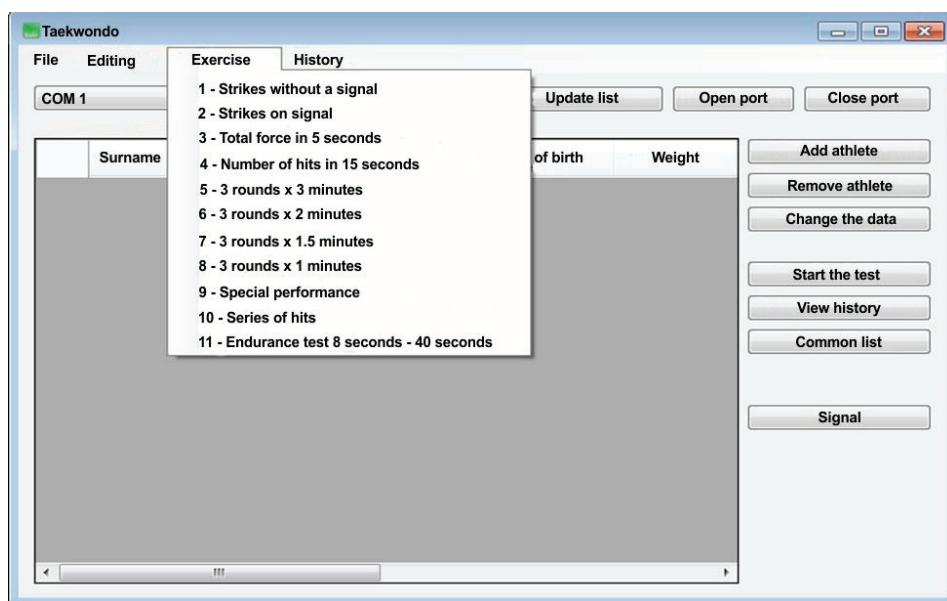 Taekwondo
File Editing Exercise History
COM 1 Update list Open port Close port
1 - Strikes without a signal
2 - Strikes on signal
3 - Total force in 5 seconds
4 - Number of hits in 15 seconds
5 - 3 rounds x 3 minutes
6 - 3 rounds x 2 minutes
7 - 3 rounds x 1.5 minutes
8 - 3 rounds x 1 minutes
9 - Special performance
10 - Series of hits
11 - Endurance test 8 seconds - 40 seconds
Surname of birth Weight
Add athlete
Remove athlete
Change the data
Start the test
View history
Common list
Signal